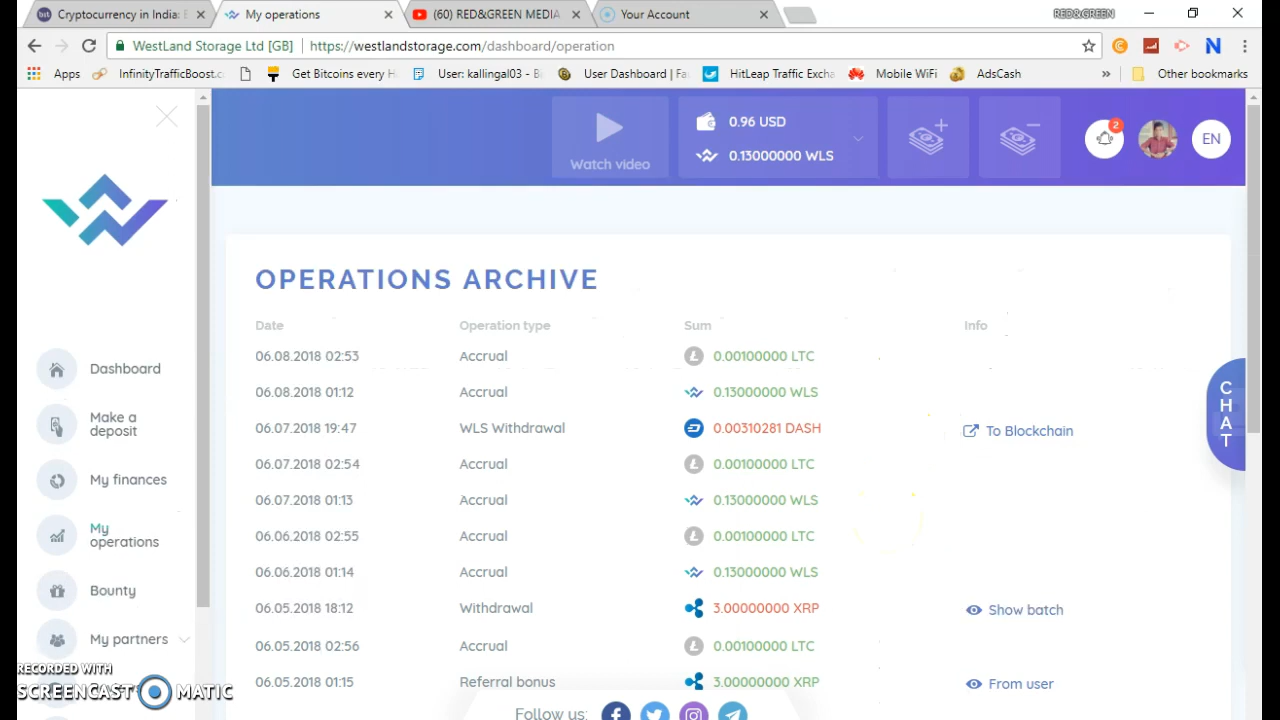 Cryptocurrency in India:
My operations
(60) RED&GREEN MEDIA
Your Account
RED&GREEN
WestLand Storage Ltd [GB] https://westlandstorage.com/dashboard/operation
Apps InfinityTrafficBoost.c Get Bitcoins every H User: kallingal03 - Bi User Dashboard | Fa HitLeap Traffic Excha Mobile WiFi AdsCash » Other bookmarks
Watch video
0.96 USD
0.13000000 WLS
2
EN
OPERATIONS ARCHIVE
Date Operation type Sum Info
06.08.2018 02:53 Accrual 0.00100000 LTC
06.08.2018 01:12 Accrual 0.13000000 WLS
06.07.2018 19:47 WLS Withdrawal 0.00310281 DASH To Blockchain
06.07.2018 02:54 Accrual 0.00100000 LTC
06.07.2018 01:13 Accrual 0.13000000 WLS
06.06.2018 02:55 Accrual 0.00100000 LTC
06.06.2018 01:14 Accrual 0.13000000 WLS
06.05.2018 18:12 Withdrawal 3.00000000 XRP Show batch
06.05.2018 02:56 Accrual 0.00100000 LTC
06.05.2018 01:15 Referral bonus 3.00000000 XRP From user
Dashboard
Make a
deposit
My finances
My
operations
Bounty
My partners
CHAT
Follow us:
RECORDED WITH
SCREENCAST MATIC